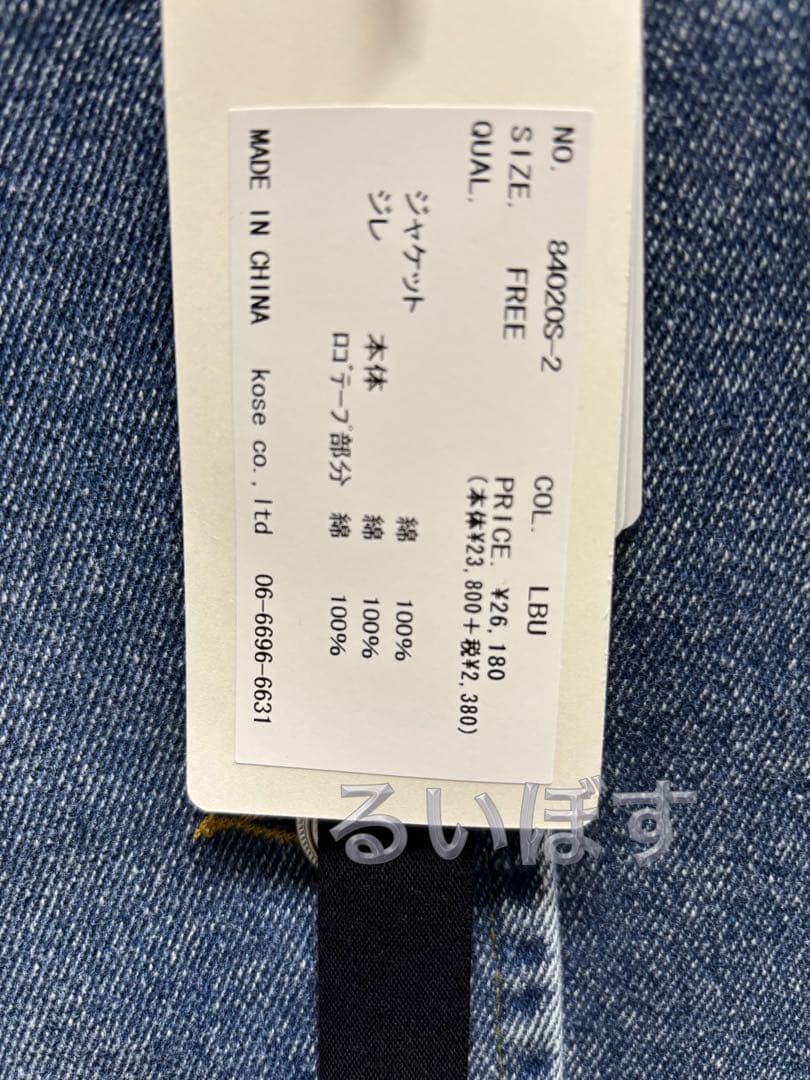 NO. 84020S-2 COL. LBU
SIZE. FREE PRICE. ¥26,180
QUAL. (本体¥23,800+税¥2,380)
ジャケット 綿 100%
ジレ 本体 綿 100%
ロゴテープ部分 綿 100%
MADE IN CHINA kose co., ltd 06-6696-6631
るいぼす